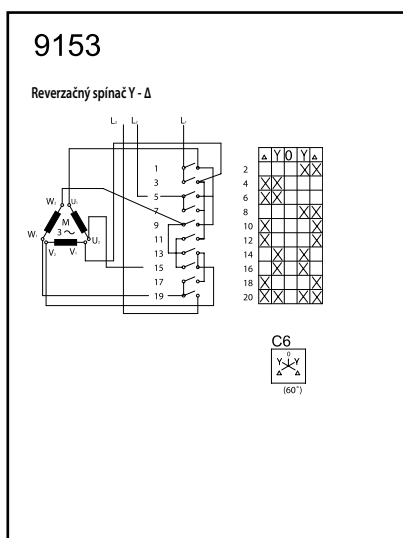 9153
Reverzačný spínač Y - Δ
L₃ L₂ L₁
Δ Y 0 Y Δ
1 2 X X
3 4 X X
5 6 X X
7 8 X X
9 10 X X
11 12 X X
13 14 X X
15 16 X X
17 18 X X
19 20 X X X X
W₂ U₁
M
3 ~
W₁ U₂
V₂ V₁
C6
0
Y Y
Δ Δ
(60˚)